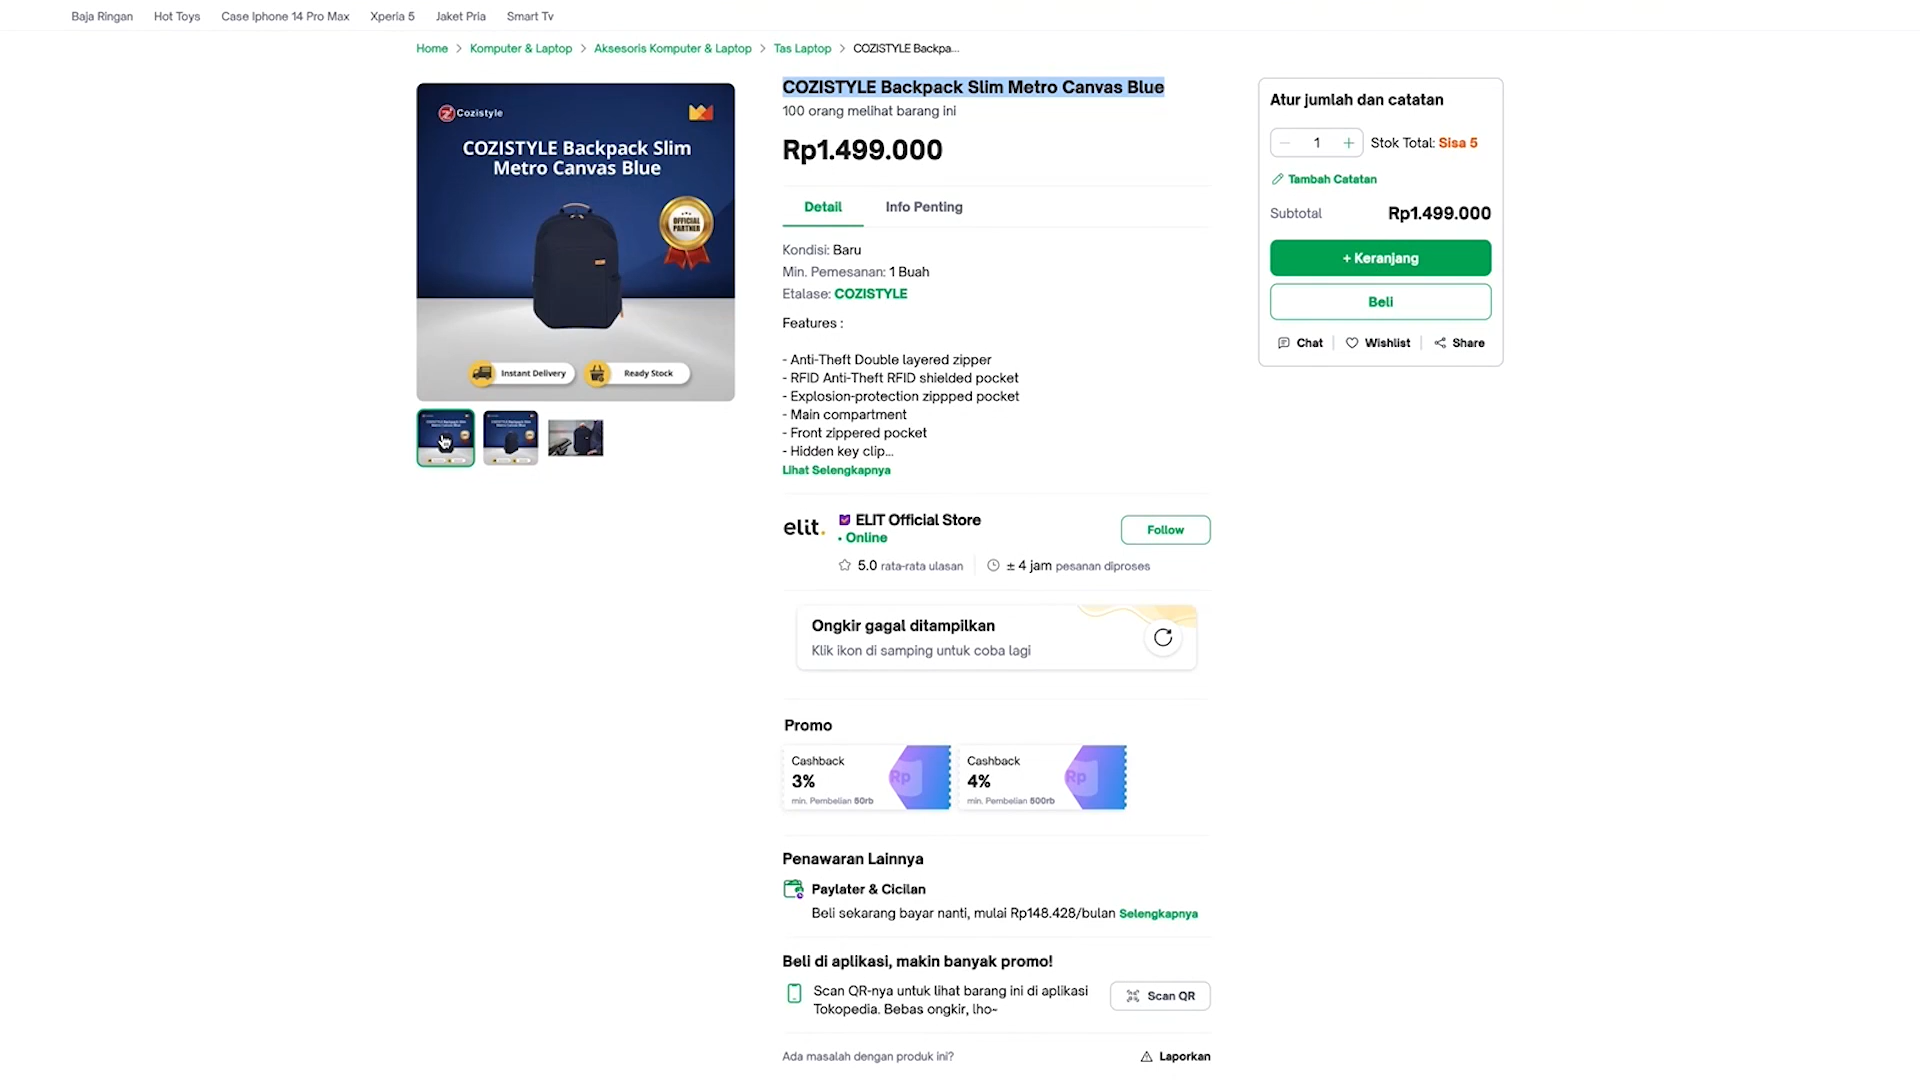 Baja Ringan Hot Toys Case Iphone 14 Pro Max Xperia 5 Jaket Pria Smart Tv
Home > Komputer & Laptop > Aksesoris Komputer & Laptop > Tas Laptop > COZISTYLE Backpa...
Cozistyle
COZISTYLE Backpack Slim
Metro Canvas Blue
OFFICIAL
PARTNER
Instant Delivery
Ready Stock
COZISTYLE Backpack Slim Metro Canvas Blue
100 orang melihat barang ini
Rp1.499.000
Detail Info Penting
Kondisi: Baru
Min. Pemesanan: 1 Buah
Etalase: COZISTYLE
Features :
- Anti-Theft Double layered zipper
- RFID Anti-Theft RFID shielded pocket
- Explosion-protection zippped pocket
- Main compartment
- Front zippered pocket
- Hidden key clip...
Lihat Selengkapnya
elit.
ELIT Official Store
• Online
Follow
5.0 rata-rata ulasan
± 4 jam pesanan diproses
Ongkir gagal ditampilkan
Klik ikon di samping untuk coba lagi
Promo
Cashback
3%
min. Pembelian 50rb
Rp
Cashback
4%
min. Pembelian 500rb
Rp
Penawaran Lainnya
Paylater & Cicilan
Beli sekarang bayar nanti, mulai Rp148.428/bulan Selengkapnya
Beli di aplikasi, makin banyak promo!
Scan QR-nya untuk lihat barang ini di aplikasi
Tokopedia. Bebas ongkir, lho~
Scan QR
Ada masalah dengan produk ini?
Laporkan
Atur jumlah dan catatan
− 1 + Stok Total: Sisa 5
Tambah Catatan
Subtotal Rp1.499.000
+ Keranjang
Beli
Chat Wishlist Share